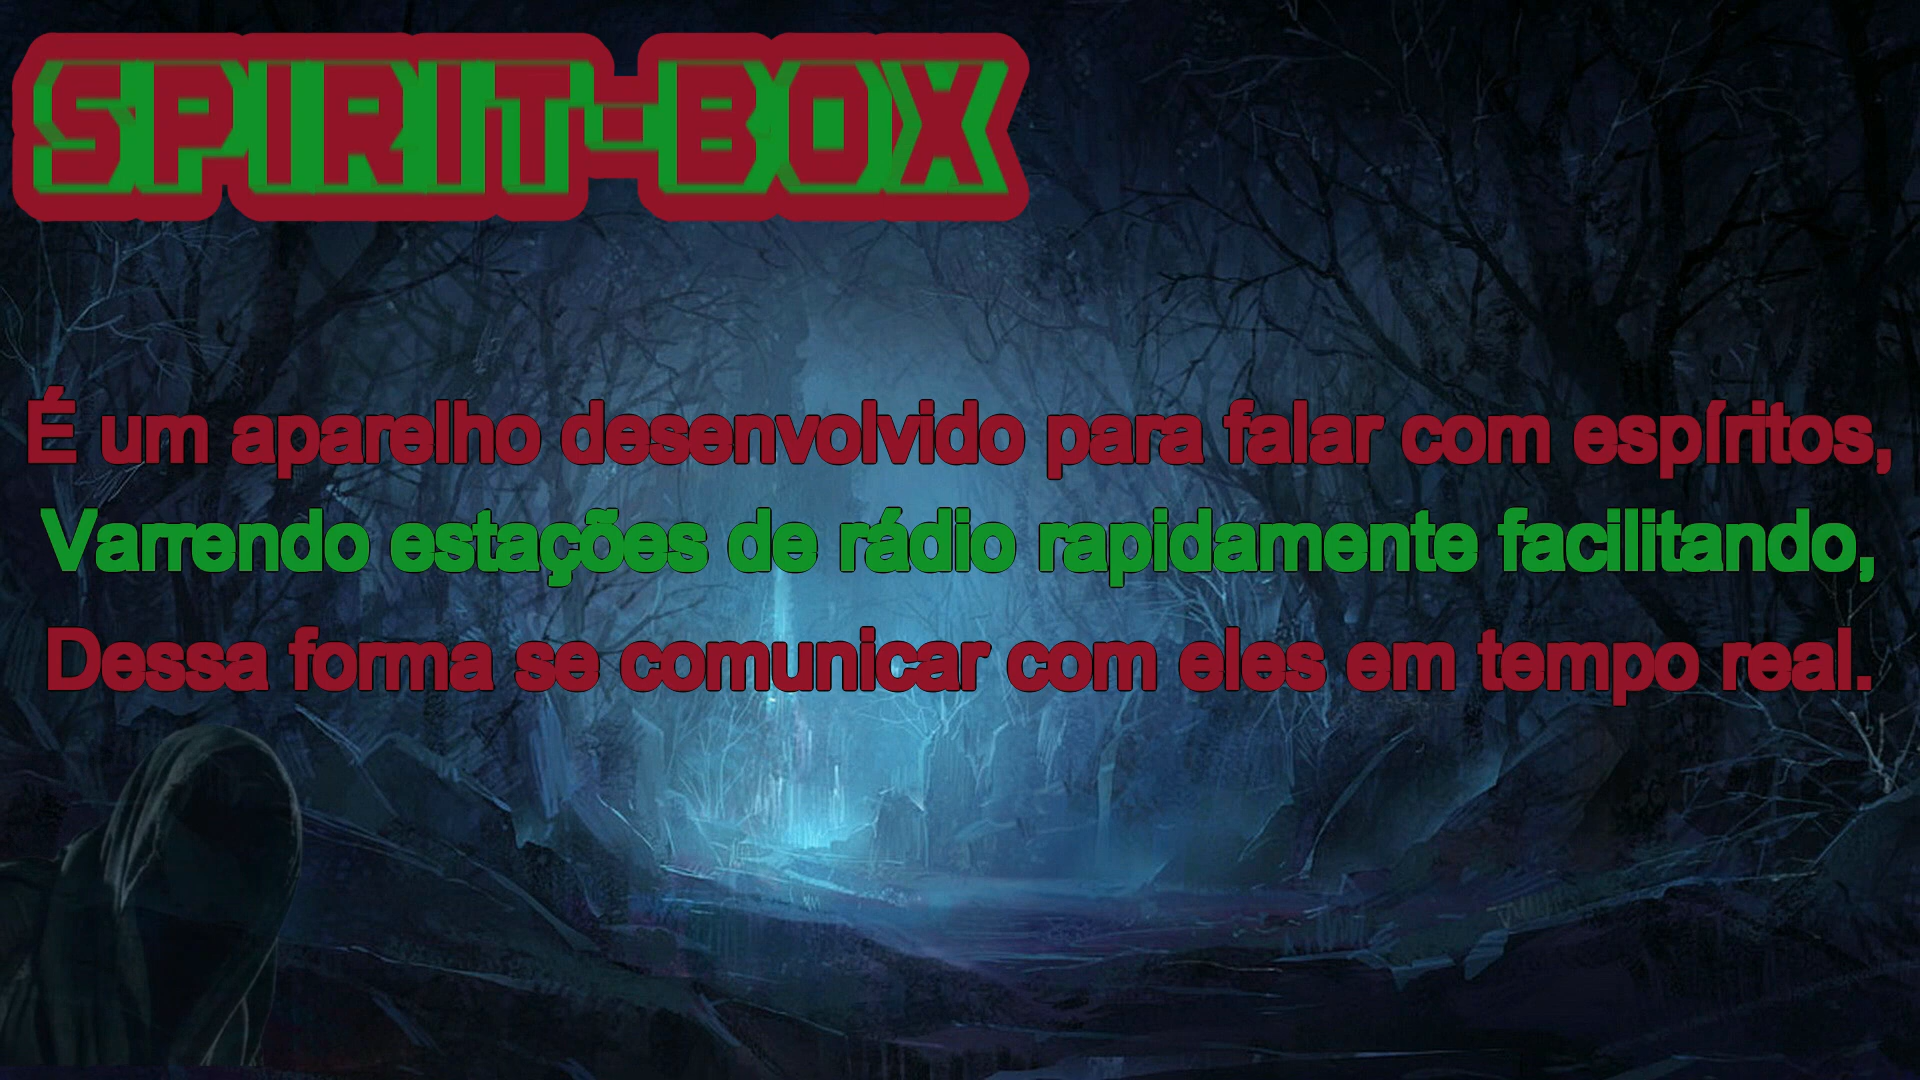 SPIRIT-BOX
É um aparelho desenvolvido para falar com espíritos,
Varrendo estações de rádio rapidamente facilitando,
Dessa forma se comunicar com eles em tempo real.